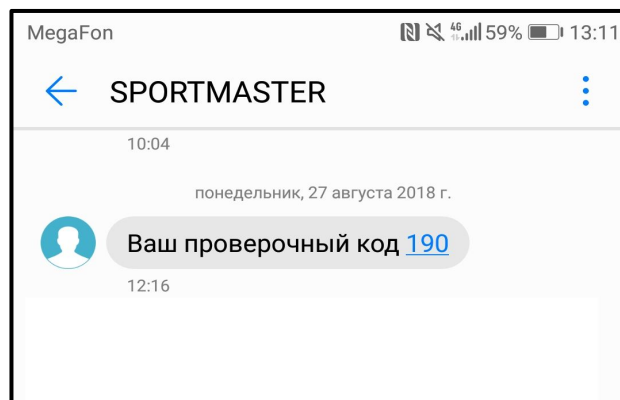 MegaFon 4G 59% 13:11
SPORTMASTER
10:04
понедельник, 27 августа 2018 г.
Ваш проверочный код 190
12:16